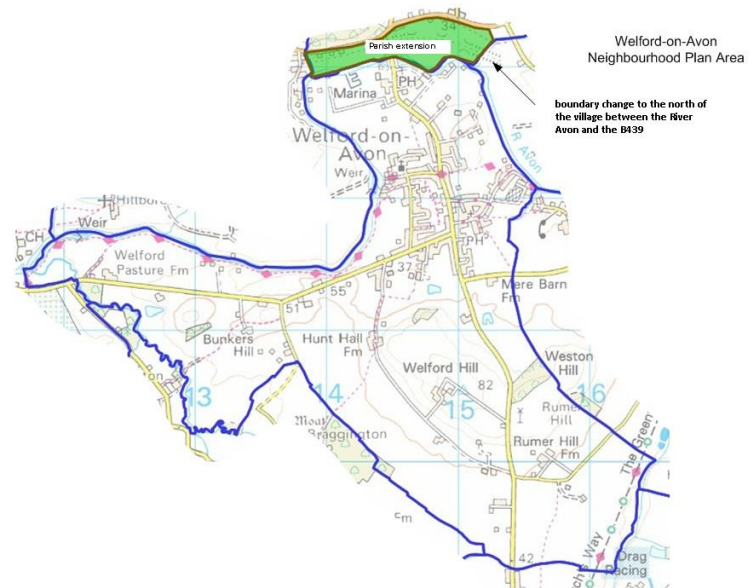 34
Parish extension
Welford-on-Avon
Neighbourhood Plan Area
boundary change to the north of
the village between the River
Avon and the B439
PH
Marina
Welford-on-
Avon
R Avon
Weir
Weir
CH
Welford
Pasture Fm
PH
37
Mere Barn
Fm
55
51
Bunkers
Hill
Hunt Hall
Fm
Weston
Hill
Welford Hill
82
13
14
15
16
Rumer
Hill
Moat
Braggington
Rumer Hill
Fm
The Green
Way
42
Drag
Racing